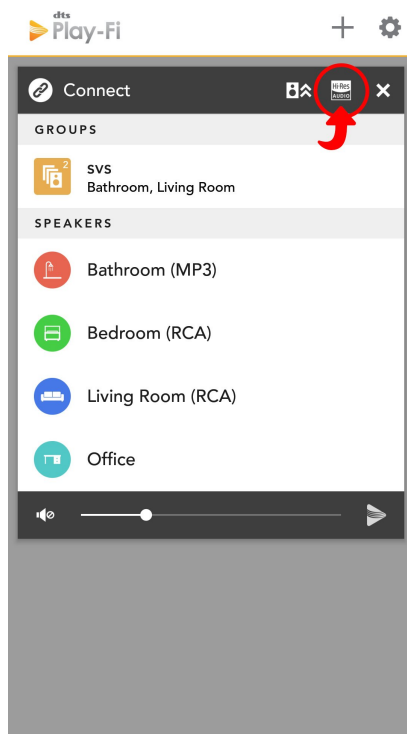 dts
Play-Fi
Connect
Hi-Res
AUDIO
GROUPS
2
SVS
Bathroom, Living Room
SPEAKERS
Bathroom (MP3)
Bedroom (RCA)
Living Room (RCA)
Office